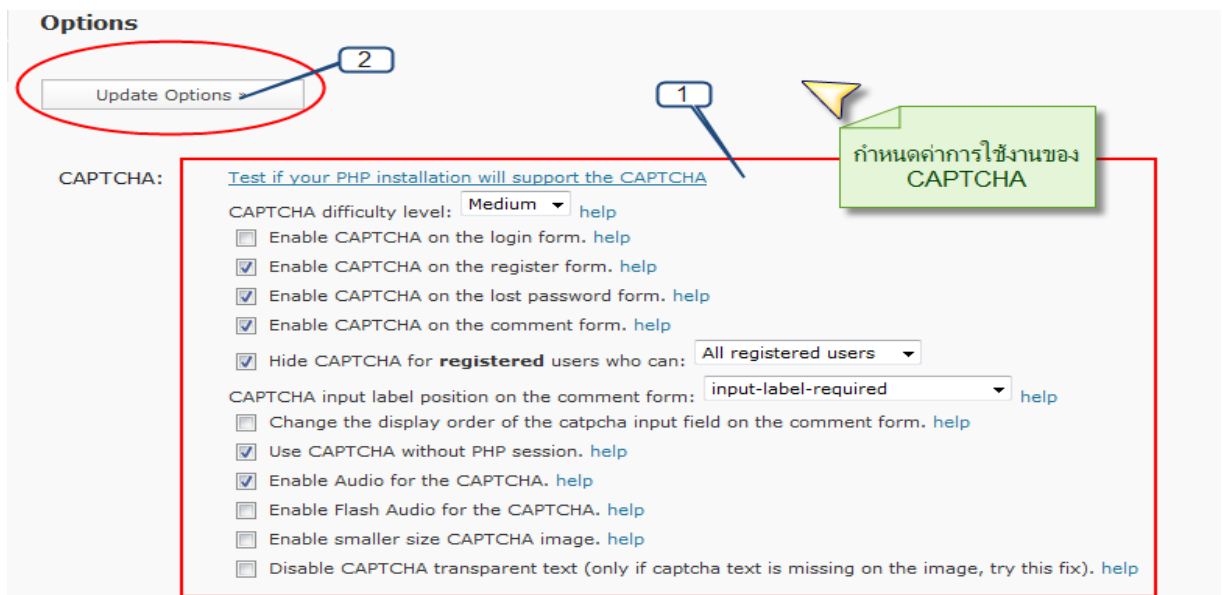 Options
2
Update Options »
1
กำหนดค่าการใช้งานของ
CAPTCHA
CAPTCHA:
Test if your PHP installation will support the CAPTCHA
CAPTCHA difficulty level: Medium help
Enable CAPTCHA on the login form. help
Enable CAPTCHA on the register form. help
Enable CAPTCHA on the lost password form. help
Enable CAPTCHA on the comment form. help
Hide CAPTCHA for registered users who can: All registered users
CAPTCHA input label position on the comment form: input-label-required help
Change the display order of the catpcha input field on the comment form. help
Use CAPTCHA without PHP session. help
Enable Audio for the CAPTCHA. help
Enable Flash Audio for the CAPTCHA. help
Enable smaller size CAPTCHA image. help
Disable CAPTCHA transparent text (only if captcha text is missing on the image, try this fix). help